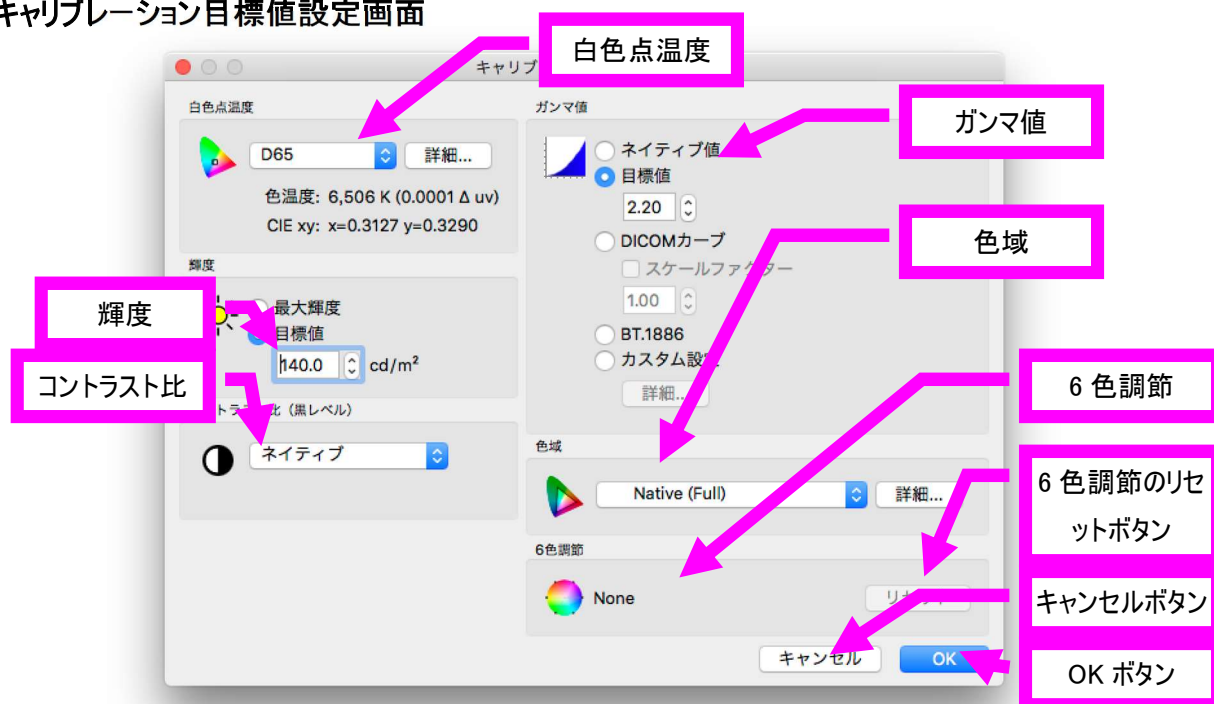 キャリブレーション目標値設定画面
白色点温度
キャリブ
白色点温度
ガンマ値
ガンマ値
D65
詳細...
ネイティブ値
目標値
色温度: 6,506 K (0.0001 Δ uv)
2.20
CIE xy: x=0.3127 y=0.3290
DICOMカーブ
色域
輝度
スケールファクター
1.00
輝度
最大輝度
目標値
BT.1886
140.0 cd/m²
カスタム設定
コントラスト比
詳細...
6 色調節
比（黒レベル）
ネイティブ
色域
Native (Full)
詳細...
6 色調節のリセ
ットボタン
6色調節
None
キャンセルボタン
キャンセル
OK
OK ボタン